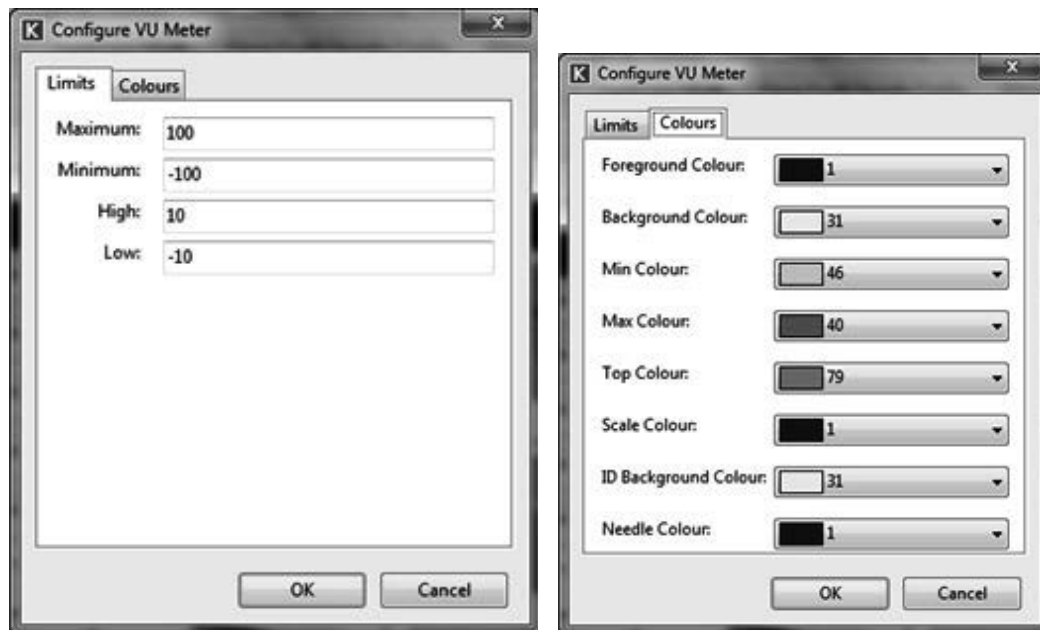 K Configure VU Meter
Limits Colours
Maximum: 100
Minimum: -100
High: 10
Low: -10
OK Cancel
K Configure VU Meter
Limits Colours
Foreground Colour: 1
Background Colour: 31
Min Colour: 46
Max Colour: 40
Top Colour: 79
Scale Colour: 1
ID Background Colour: 31
Needle Colour: 1
OK Cancel